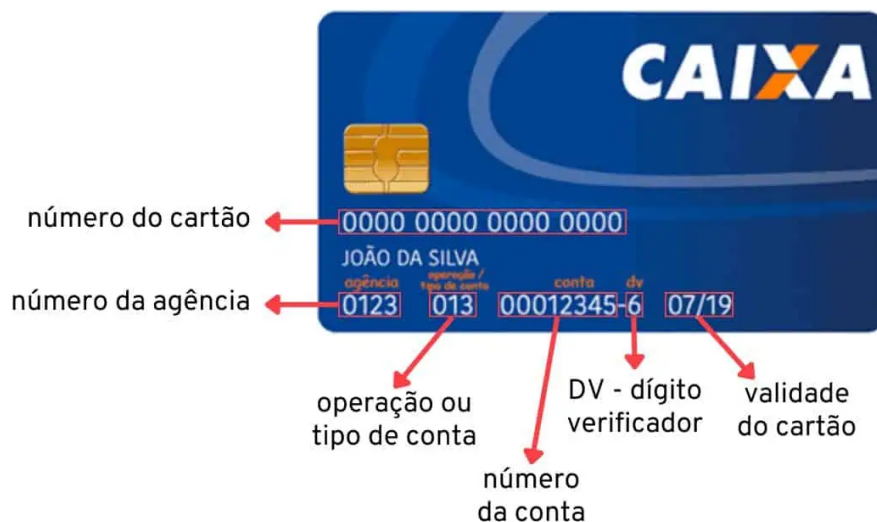 CAIXA
número do cartão
0000 0000 0000 0000
JOÃO DA SILVA
agência operação / tipo de conta conta dv
número da agência
0123 013 00012345-6 07/19
operação ou
tipo de conta
DV - dígito
verificador
validade
do cartão
número
da conta